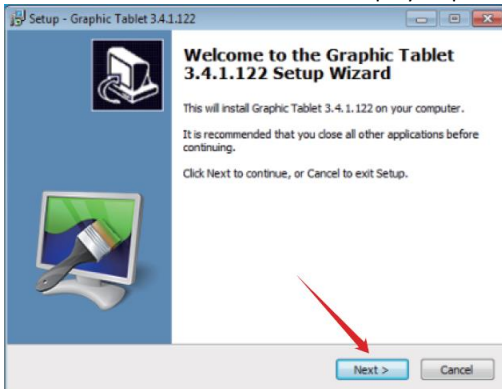 Setup - Graphic Tablet 3.4.1.122
Welcome to the Graphic Tablet
3.4.1.122 Setup Wizard
This will install Graphic Tablet 3.4.1.122 on your computer.
It is recommended that you close all other applications before
continuing.
Click Next to continue, or Cancel to exit Setup.
Next >
Cancel